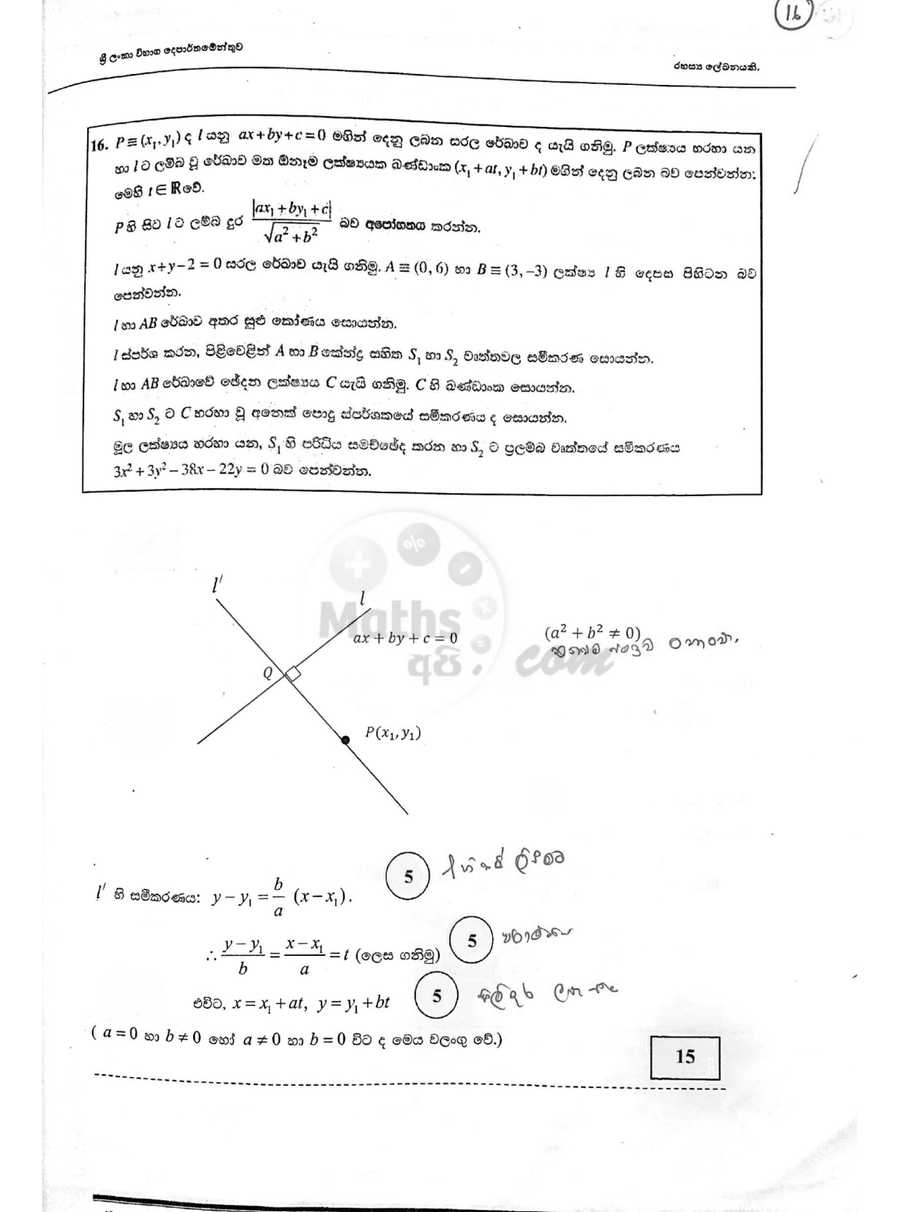 16
ශ්‍රී ලංකා විභාග දෙපාර්තමේන්තුව
රහස්‍ය ලේඛනයකි.
16. P ≡ (x₁, y₁) ද l යනු ax + by + c = 0 මගින් දෙනු ලබන සරල රේඛාව ද යැයි ගනිමු. P ලක්ෂ්‍යය හරහා යන
හා l ට ලම්බ වූ රේඛාව මත ඕනෑම ලක්ෂ්‍යයක ඛණ්ඩාංක (x₁ + at, y₁ + bt) මගින් දෙනු ලබන බව පෙන්වන්න:
මෙහි t ∈ ℝ වේ.
P හි සිට l ට ලම්බ දුර |ax₁ + by₁ + c| / √(a² + b²) බව අපෝහනය කරන්න.
l යනු x + y − 2 = 0 සරල රේඛාව යැයි ගනිමු. A ≡ (0, 6) හා B ≡ (3, −3) ලක්ෂ්‍ය l හි දෙපස පිහිටන බව
පෙන්වන්න.
l හා AB රේඛාව අතර සුළු කෝණය සොයන්න.
l ස්පර්ශ කරන, පිළිවෙළින් A හා B කේන්ද්‍ර සහිත S₁ හා S₂ වෘත්තවල සමීකරණ සොයන්න.
l හා AB රේඛාවේ ඡේදන ලක්ෂ්‍යය C යැයි ගනිමු. C හි ඛණ්ඩාංක සොයන්න.
S₁ හා S₂ ට C හරහා වූ අනෙක් පොදු ස්පර්ශකයේ සමීකරණය ද සොයන්න.
මූල ලක්ෂ්‍යය හරහා යන, S₁ හි පරිධිය සමච්ඡේද කරන හා S₂ ට ප්‍රලම්බ වෘත්තයේ සමීකරණය
3x² + 3y² − 38x − 22y = 0 බව පෙන්වන්න.
Maths
අපි.com
l′
l
ax + by + c = 0
(a² + b² ≠ 0)
Q
P(x₁, y₁)
l′ හි සමීකරණය: y − y₁ = b/a (x − x₁).
5
∴ (y − y₁)/b = (x − x₁)/a = t (ලෙස ගනිමු)
5
එවිට, x = x₁ + at, y = y₁ + bt
5
( a = 0 හා b ≠ 0 හෝ a ≠ 0 හා b = 0 විට ද මෙය වලංගු වේ.)
15